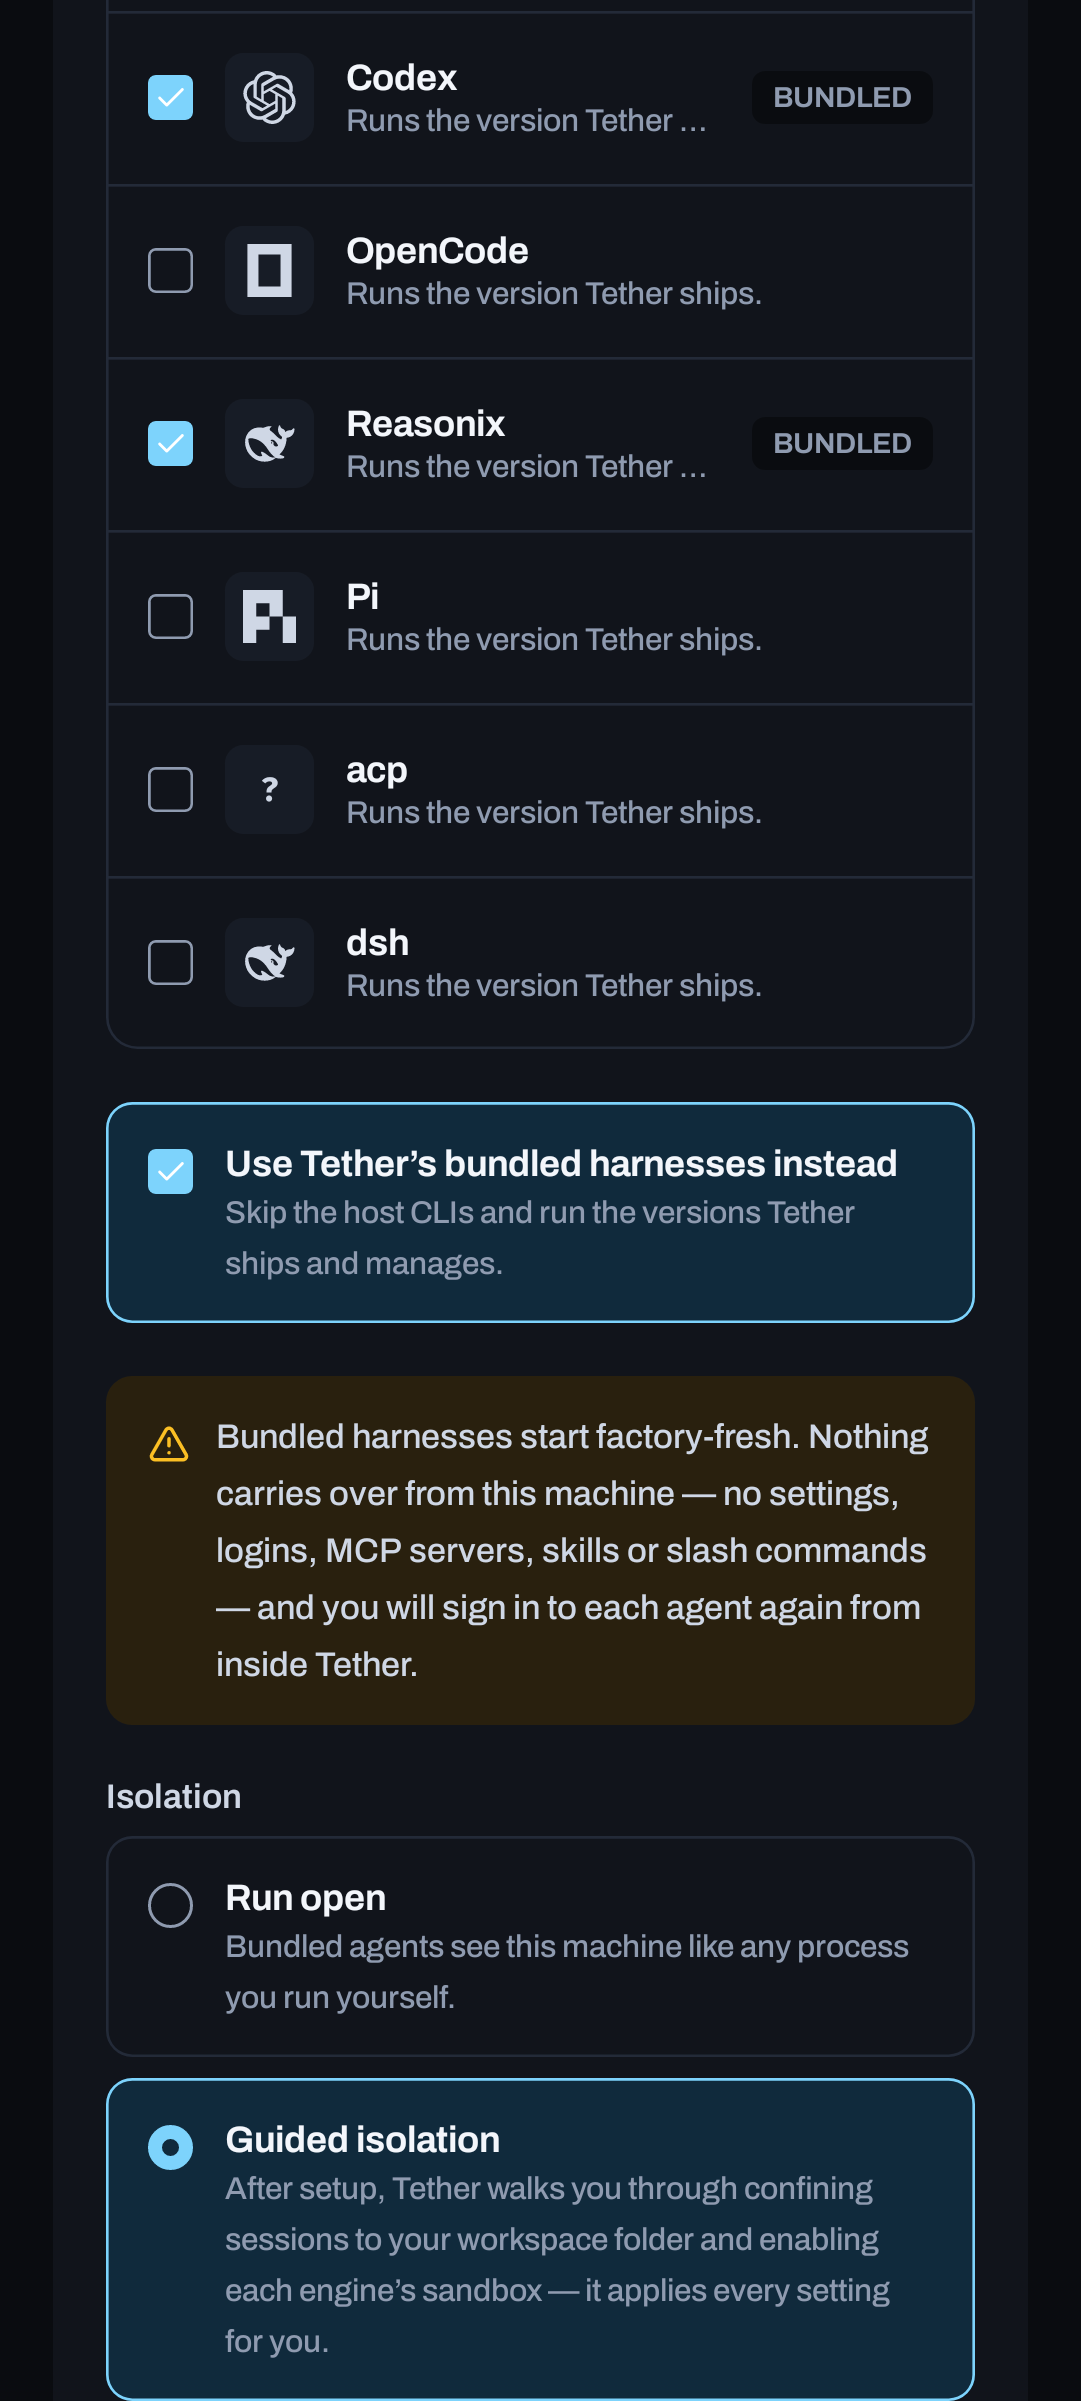 Codex
Runs the version Tether ...
BUNDLED
OpenCode
Runs the version Tether ships.
Reasonix
Runs the version Tether ...
BUNDLED
Pi
Runs the version Tether ships.
?
acp
Runs the version Tether ships.
dsh
Runs the version Tether ships.
Use Tether’s bundled harnesses instead
Skip the host CLIs and run the versions Tether
ships and manages.
Bundled harnesses start factory-fresh. Nothing
carries over from this machine — no settings,
logins, MCP servers, skills or slash commands
— and you will sign in to each agent again from
inside Tether.
Isolation
Run open
Bundled agents see this machine like any process
you run yourself.
Guided isolation
After setup, Tether walks you through confining
sessions to your workspace folder and enabling
each engine’s sandbox — it applies every setting
for you.